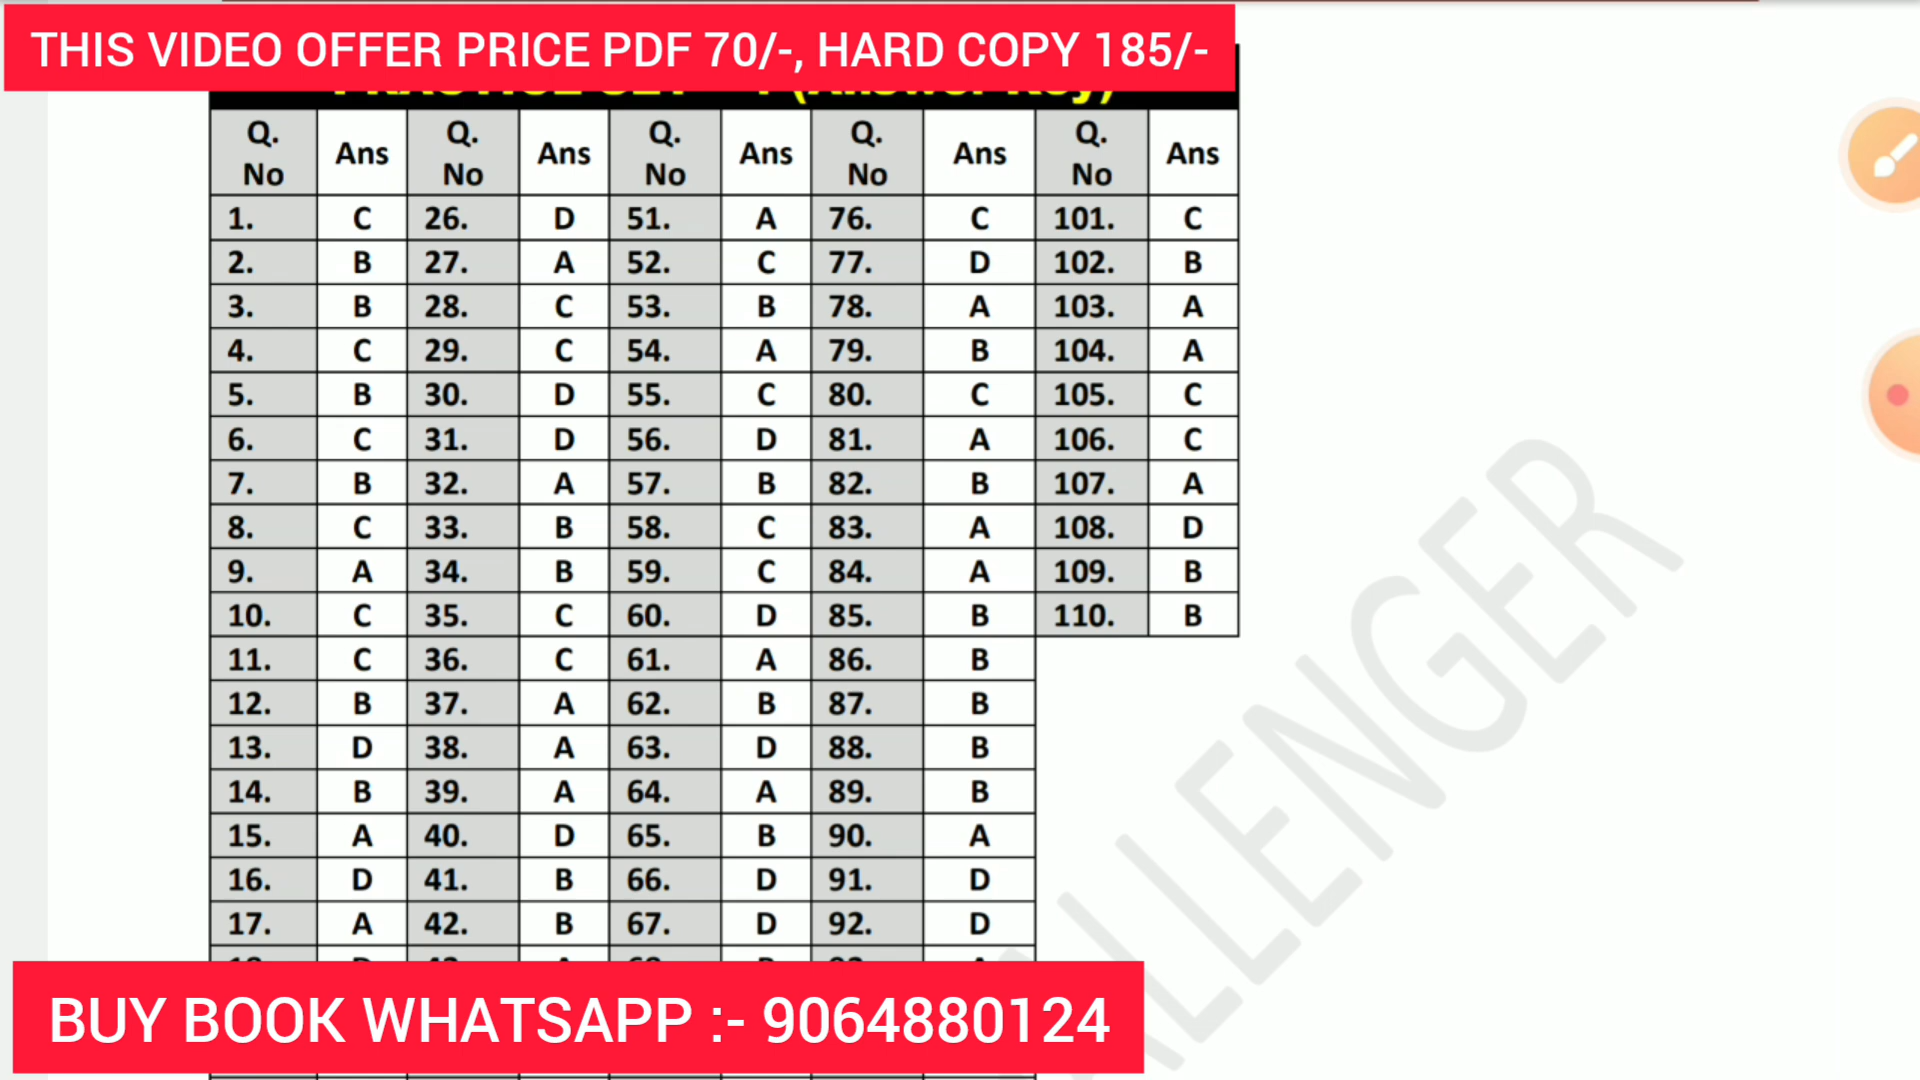 THIS VIDEO OFFER PRICE PDF 70/-, HARD COPY 185/-
Q. No Ans Q. No Ans Q. No Ans Q. No Ans Q. No Ans
1. C 26. D 51. A 76. C 101. C
2. B 27. A 52. C 77. D 102. B
3. B 28. C 53. B 78. A 103. A
4. C 29. C 54. A 79. B 104. A
5. B 30. D 55. C 80. C 105. C
6. C 31. D 56. D 81. A 106. C
7. B 32. A 57. B 82. B 107. A
8. C 33. B 58. C 83. A 108. D
9. A 34. B 59. C 84. A 109. B
10. C 35. C 60. D 85. B 110. B
11. C 36. C 61. A 86. B
12. B 37. A 62. B 87. B
13. D 38. A 63. D 88. B
14. B 39. A 64. A 89. B
15. A 40. D 65. B 90. A
16. D 41. B 66. D 91. D
17. A 42. B 67. D 92. D
LLENGER
BUY BOOK WHATSAPP :- 9064880124